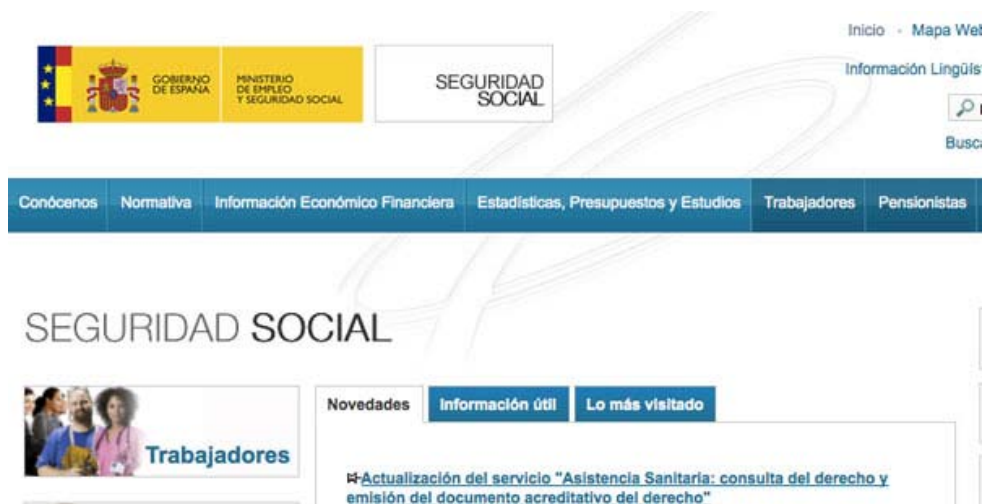 Inicio - Mapa Web
Información Lingüís
GOBIERNO
DE ESPAÑA
MINISTERIO
DE EMPLEO
Y SEGURIDAD SOCIAL
SEGURIDAD
SOCIAL
Busca
Conócenos Normativa Información Económico Financiera Estadísticas, Presupuestos y Estudios Trabajadores Pensionistas
SEGURIDAD SOCIAL
Novedades Información útil Lo más visitado
Trabajadores
Actualización del servicio "Asistencia Sanitaria: consulta del derecho y
emisión del documento acreditativo del derecho"